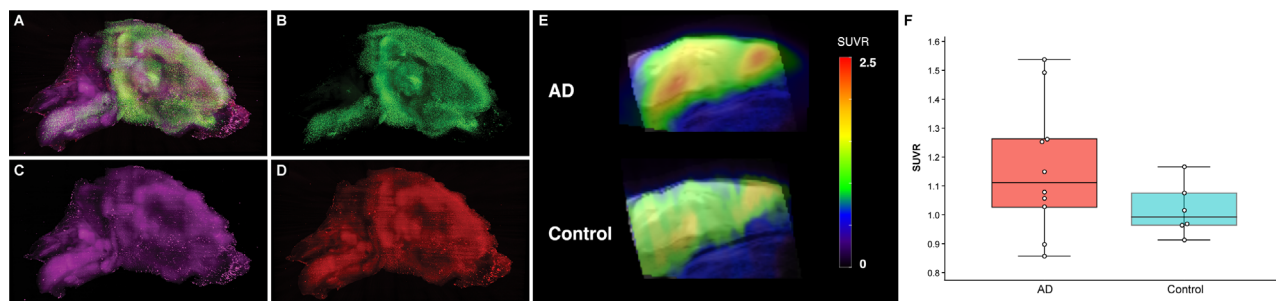 A
B
C
D
E
AD
Control
SUVR
2.5
0
F
SUVR
1.6
1.5
1.4
1.3
1.2
1.1
1.0
0.9
0.8
AD
Control